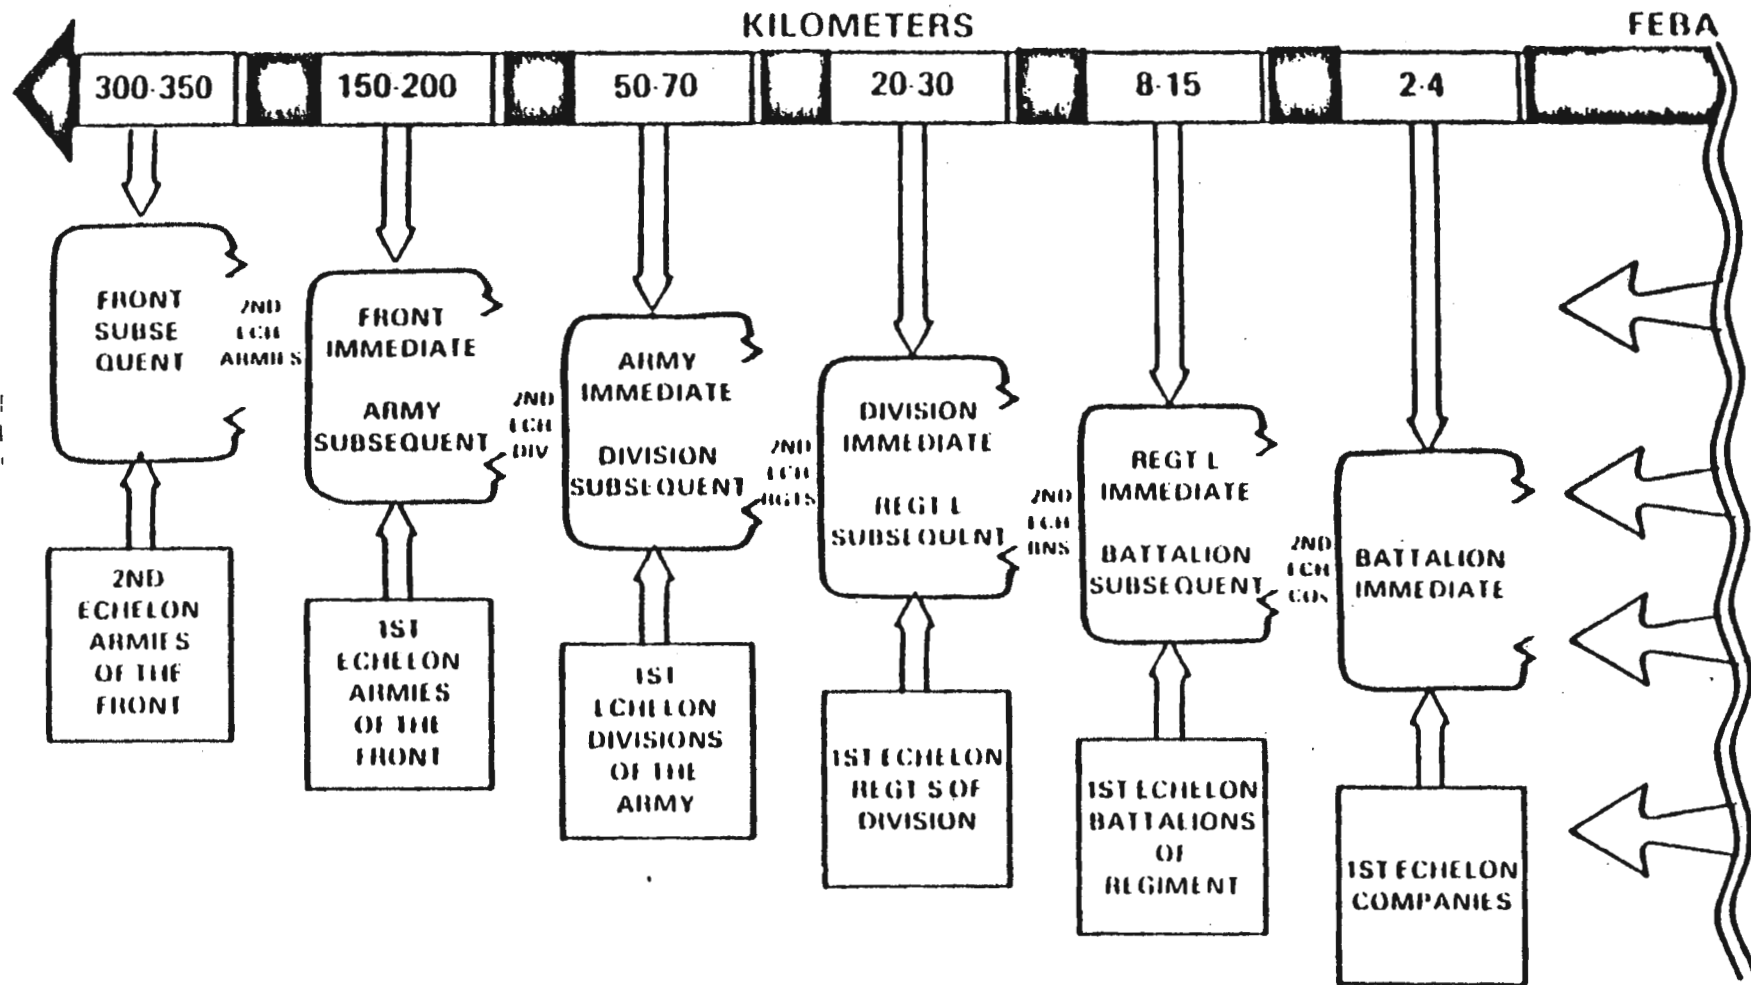 KILOMETERS
FEBA
300-350
150-200
50-70
20-30
8-15
2-4
FRONT
SUBSE
QUENT
2ND
ECH
ARMIES
FRONT
IMMEDIATE
ARMY
SUBSEQUENT
2ND
ECH
DIV
ARMY
IMMEDIATE
DIVISION
SUBSEQUENT
2ND
ECH
RGTS
DIVISION
IMMEDIATE
REGT L
SUBSEQUENT
2ND
ECH
BNS
REGT L
IMMEDIATE
BATTALION
SUBSEQUENT
2ND
ECH
COS
BATTALION
IMMEDIATE
2ND
ECHELON
ARMIES
OF THE
FRONT
1ST
ECHELON
ARMIES
OF THE
FRONT
1ST
ECHELON
DIVISIONS
OF THE
ARMY
1ST ECHELON
REGT S OF
DIVISION
1ST ECHELON
BATTALIONS
OF
REGIMENT
1ST ECHELON
COMPANIES